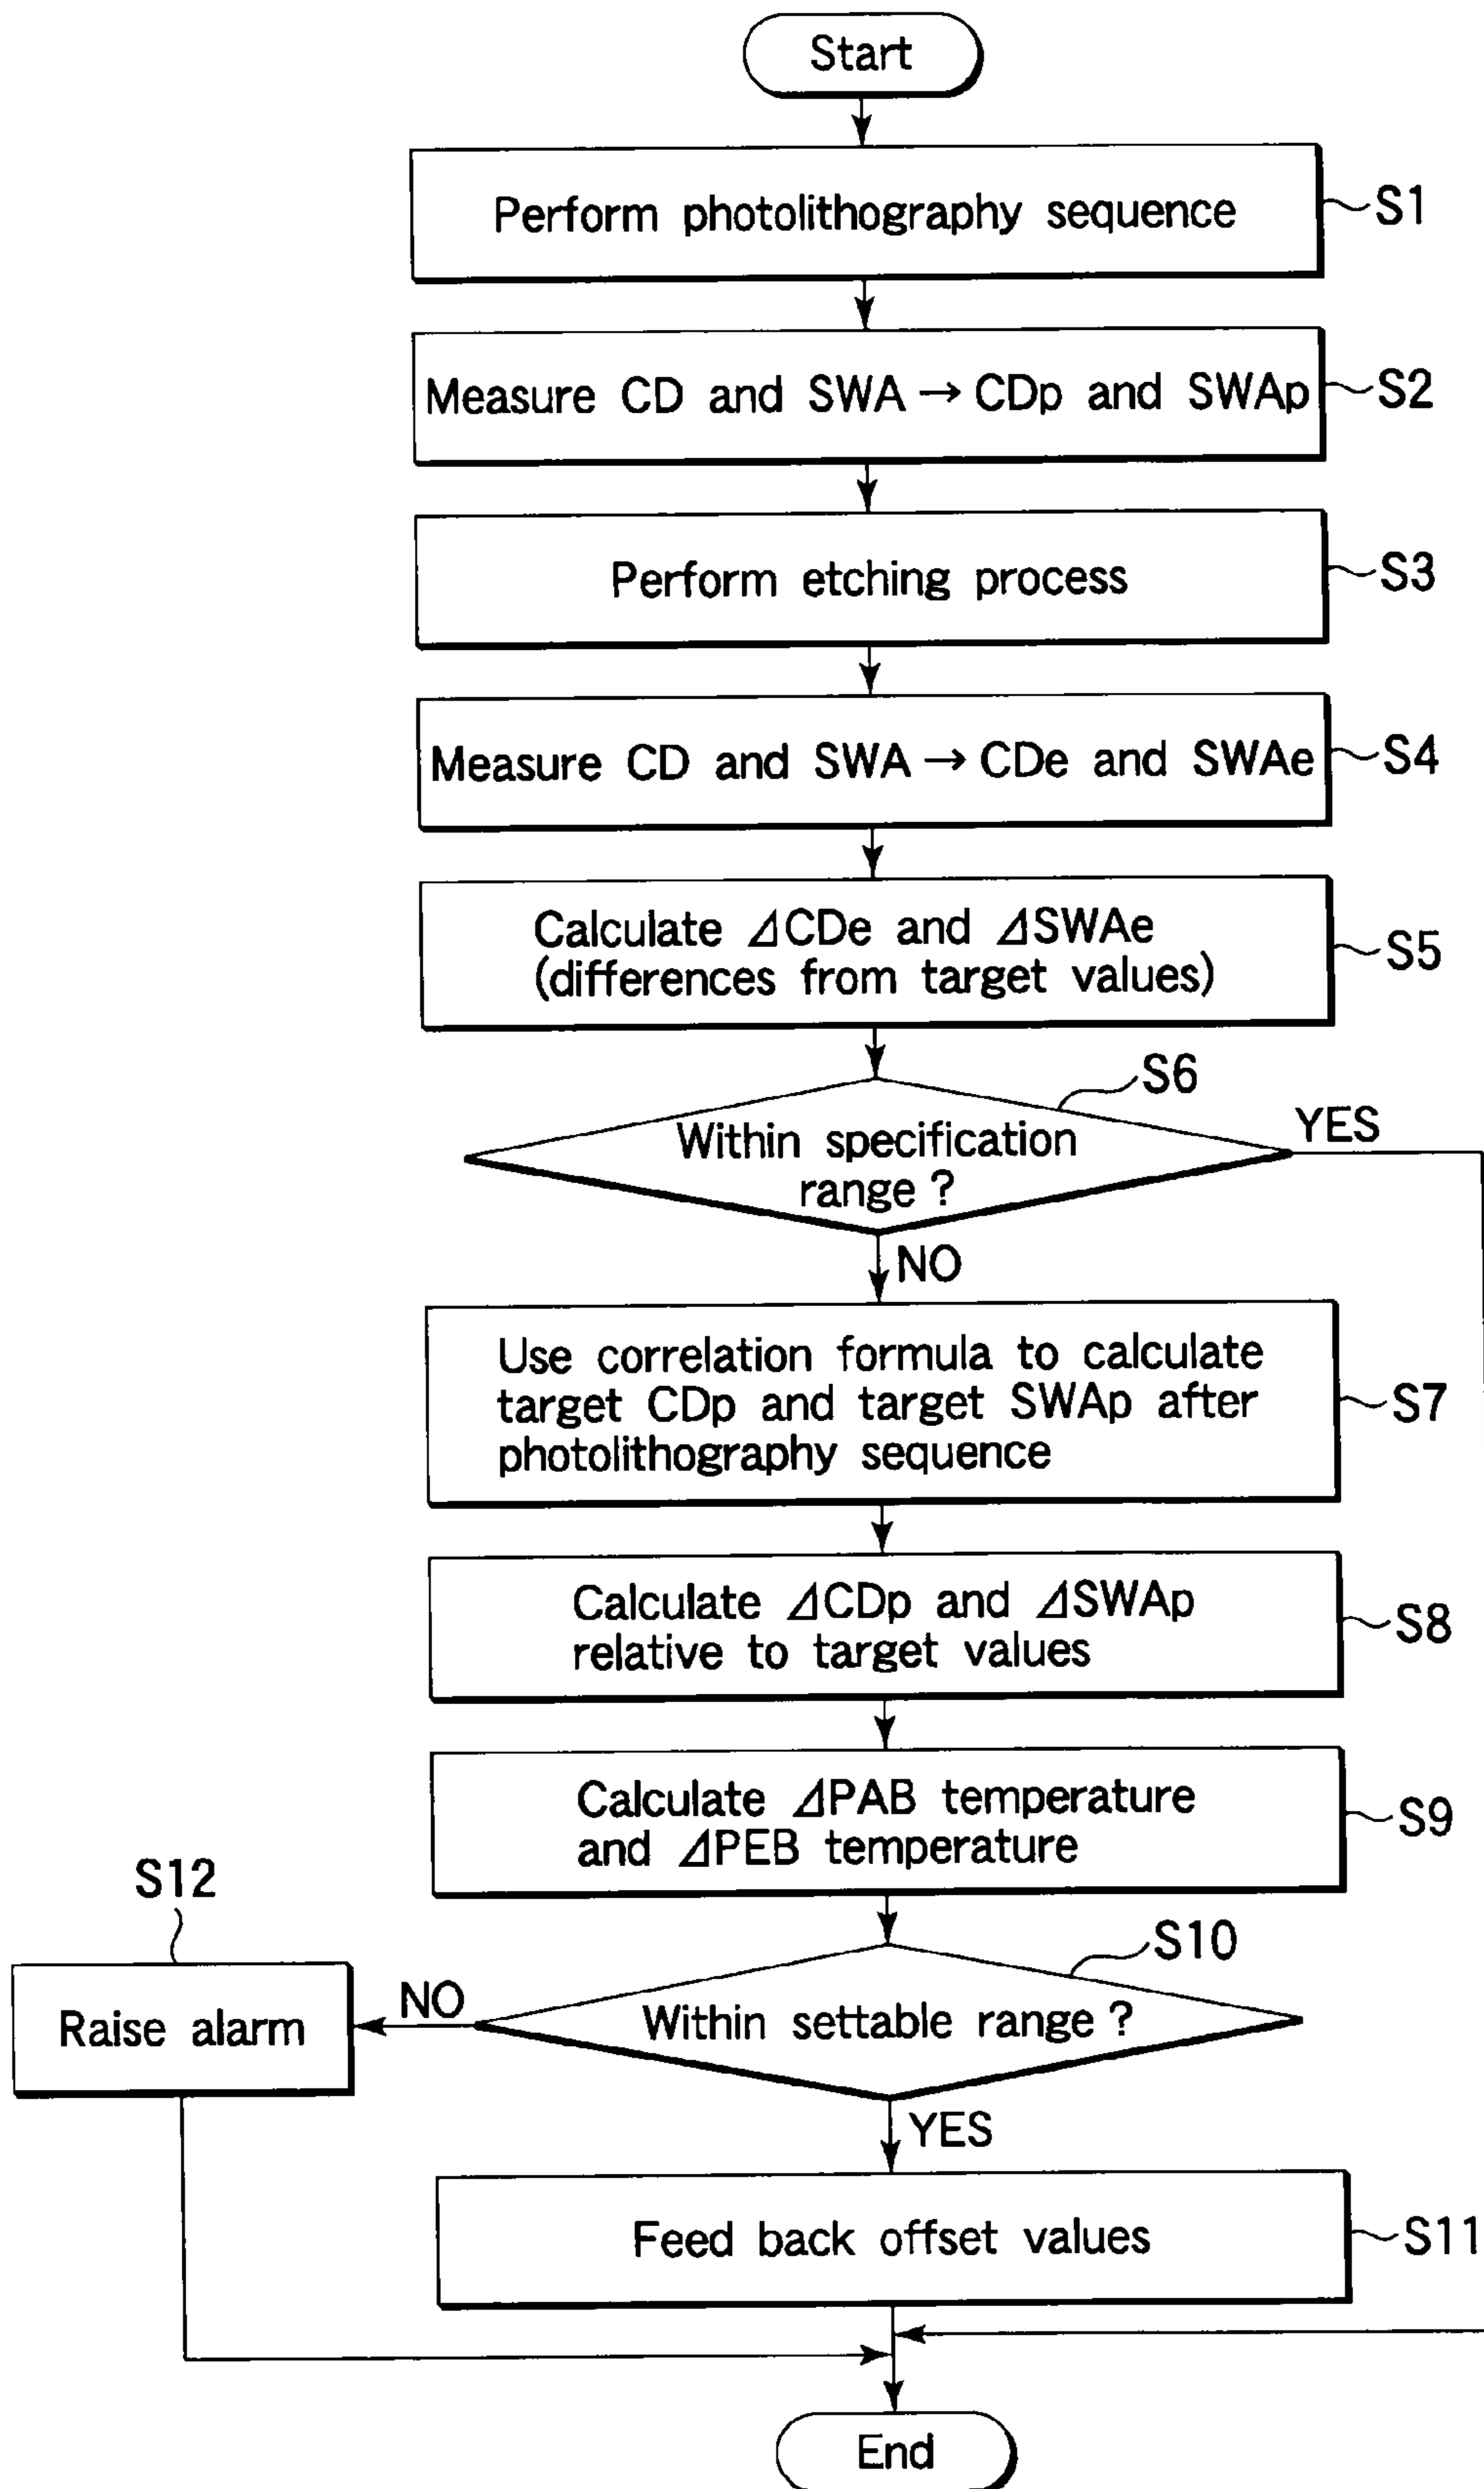 Start
Perform photolithography sequence
S1
Measure CD and SWA → CDp and SWAp
S2
Perform etching process
S3
Measure CD and SWA → CDe and SWAe
S4
Calculate ⊿CDe and ⊿SWAe
(differences from target values)
S5
S6
Within specification
range ?
YES
NO
Use correlation formula to calculate
target CDp and target SWAp after
photolithography sequence
S7
Calculate ⊿CDp and ⊿SWAp
relative to target values
S8
Calculate ⊿PAB temperature
and ⊿PEB temperature
S9
S12
S10
Raise alarm
NO
Within settable range ?
YES
Feed back offset values
S11
End